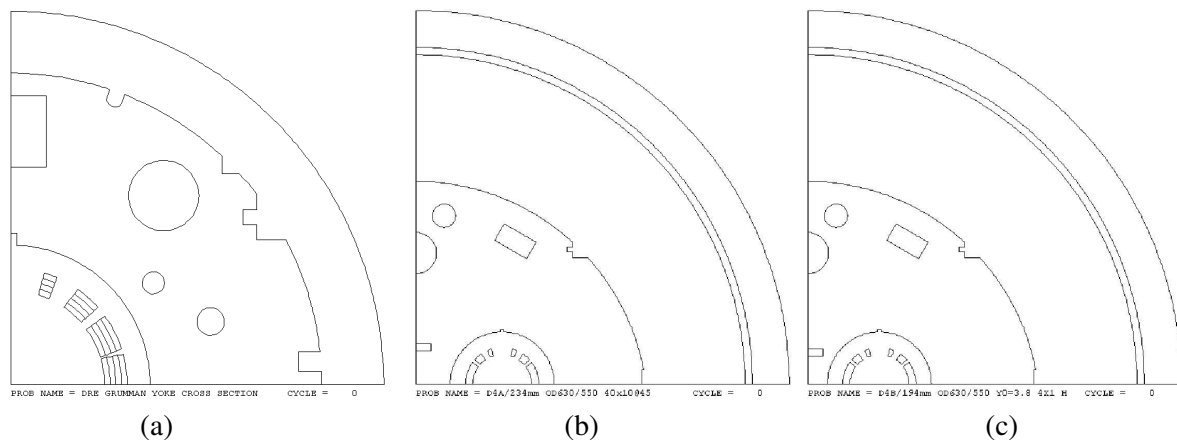 PROB NAME = DRE GRUMMAN YOKE CROSS SECTION CYCLE = 0
PROB NAME = D4A/234mm OD630/550 40x10@45 CYCLE = 0
PROB NAME = D4B/194mm OD630/550 Y0=3.8 4X1 H CYCLE = 0
(a)
(b)
(c)